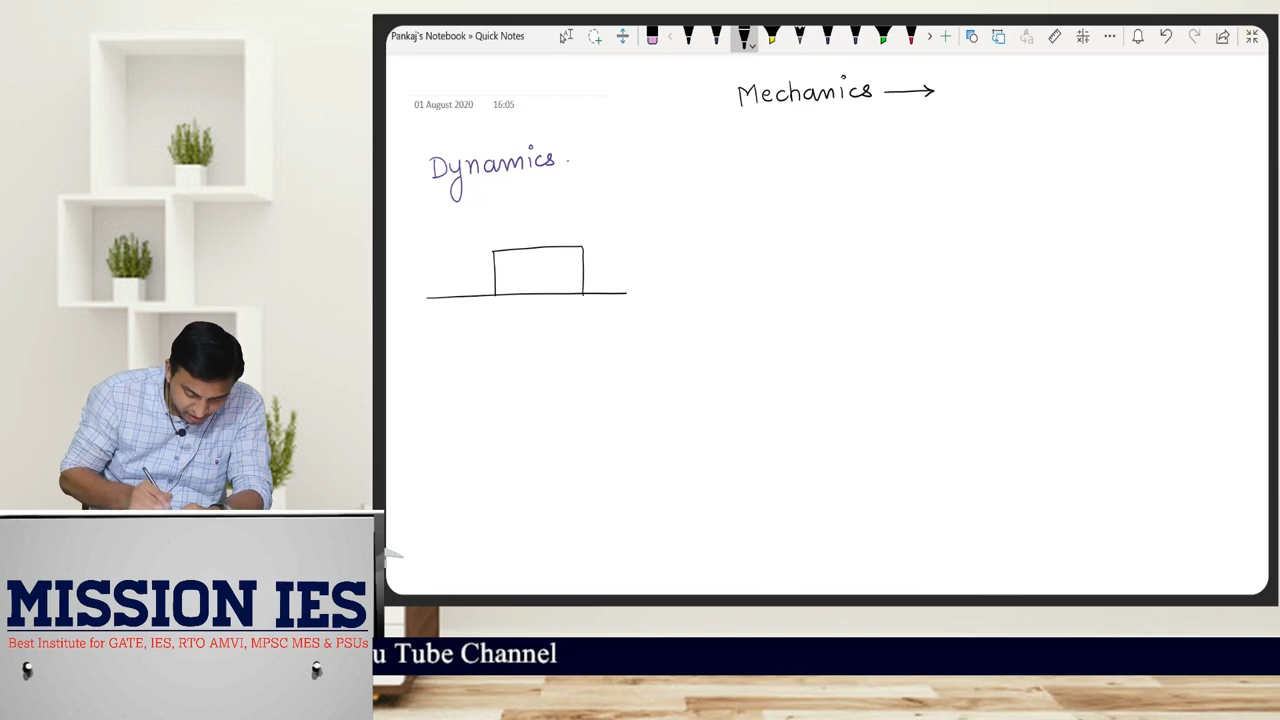 Pankaj's Notebook » Quick Notes
Mechanics →
01 August 2020 16:05
Dynamics.
MISSION IES
Best Institute for GATE, IES, RTO AMVI, MPSC MES & PSUs
u Tube Channel